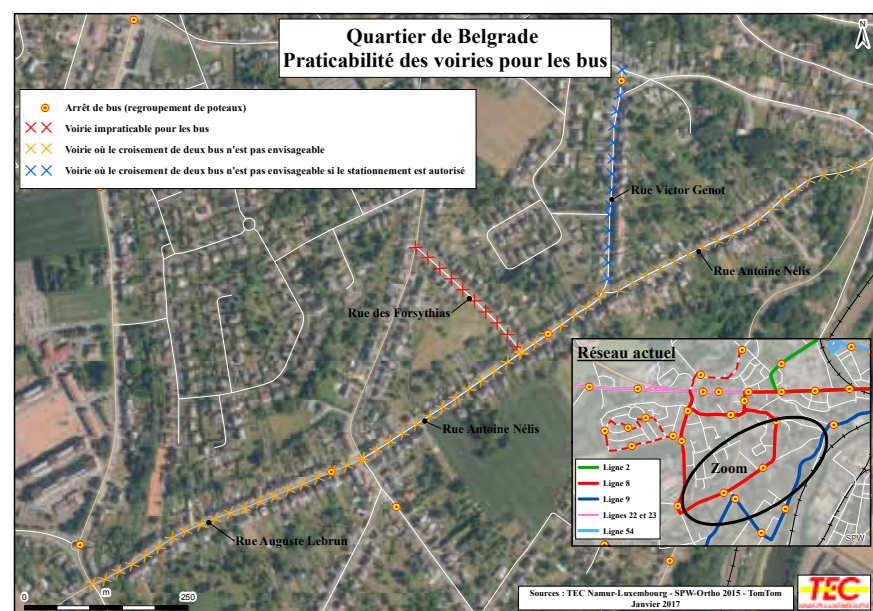 Quartier de Belgrade
Praticabilité des voiries pour les bus
N
Arrêt de bus (regroupement de poteaux)
Voirie impraticable pour les bus
Voirie où le croisement de deux bus n'est pas envisageable
Voirie où le croisement de deux bus n'est pas envisageable si le stationnement est autorisé
Rue Victor Genot
Rue Antoine Nélis
Rue des Forsythias
Rue Antoine Nélis
Rue Auguste Lebrun
Réseau actuel
Zoom
Ligne 2
Ligne 8
Ligne 9
Lignes 22 et 23
Ligne 54
SPW
0 m 250
Sources : TEC Namur-Luxembourg - SPW-Ortho 2015 - TomTom
Janvier 2017
TEC
NAMUR-LUXEMBOURG